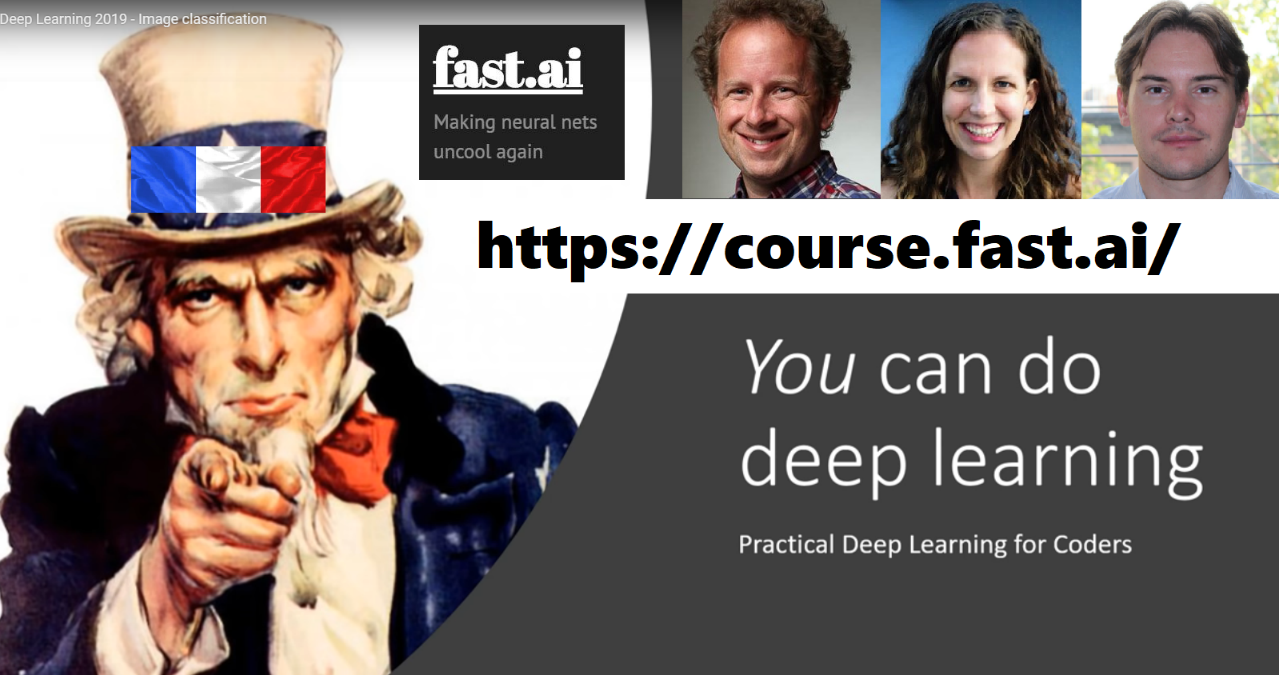 Deep Learning 2019 - Image classification
fast.ai
Making neural nets
uncool again
https://course.fast.ai/
You can do
deep learning
Practical Deep Learning for Coders